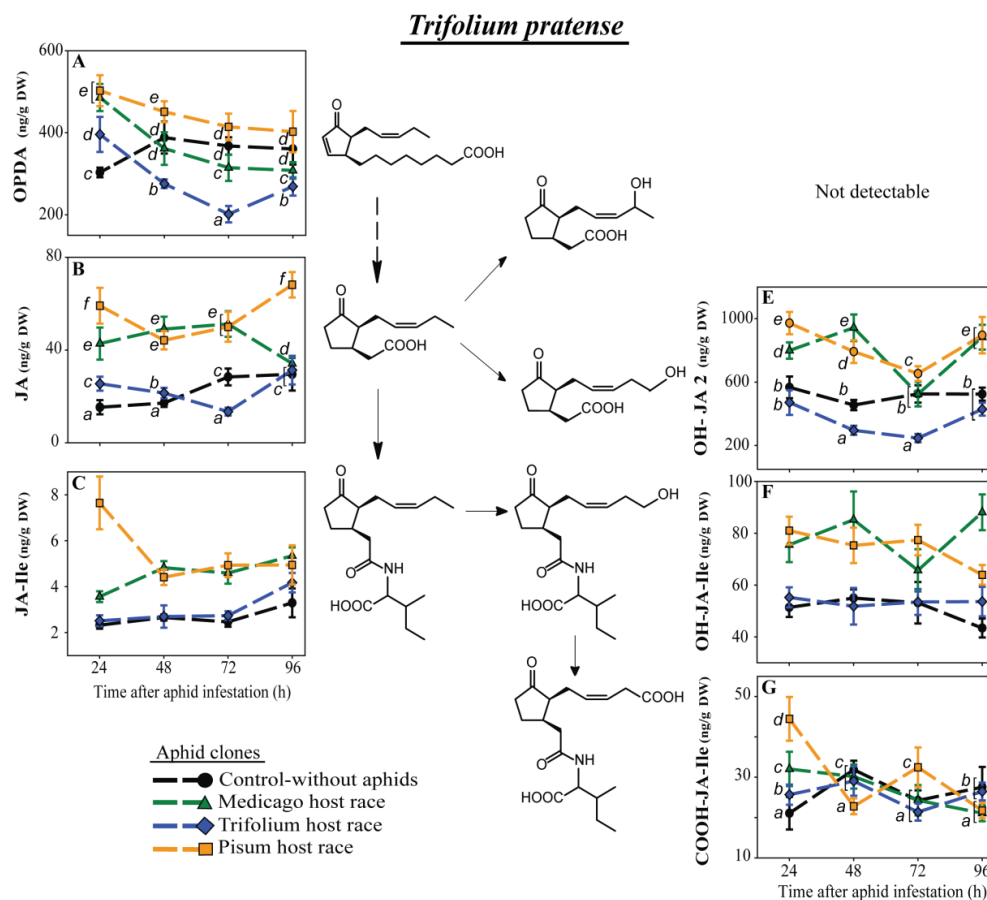 Trifolium pratense
A
OPDA (ng/g DW)
600
400
200
e
d
c
e
d
d
b
d
d
c
a
d
d
c
b
O
COOH
B
JA (ng/g DW)
80
40
0
f
e
c
a
e
e
b
a
e
c
a
f
d
c
O
COOH
C
JA-Ile (ng/g DW)
8
6
4
2
24 48 72 96
Time after aphid infestation (h)
O
OH
COOH
O
OH
COOH
O
O
NH
HOOC
O
OH
O
NH
HOOC
O
COOH
O
NH
HOOC
Not detectable
E
OH- JA 2 (ng/g DW)
1000
600
200
e
d
b
b
e
e
b
a
c
b
a
e
b
F
OH-JA-Ile (ng/g DW)
100
80
60
40
G
COOH-JA-Ile (ng/g DW)
50
30
10
d
c
b
a
c
a
c
a
b
a
24 48 72 96
Time after aphid infestation (h)
Aphid clones
Control-without aphids
Medicago host race
Trifolium host race
Pisum host race